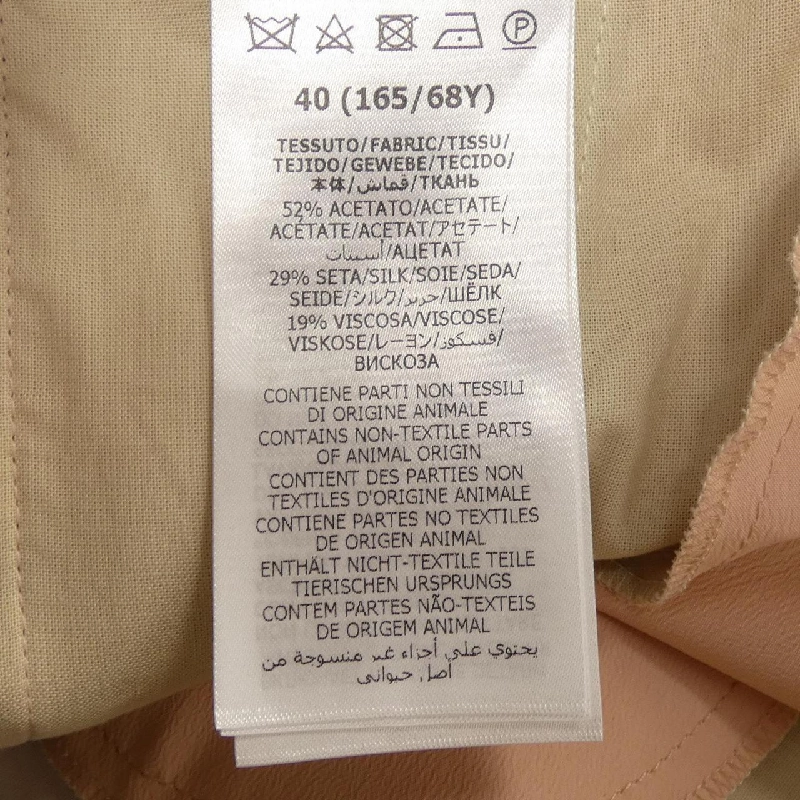 P
40 (165/68Y)
TESSUTO/FABRIC/TISSU/
TEJIDO/GEWEBE/TECIDO/
本体/قماش/ТКАНЬ
52% ACETATO/ACETATE/
ACÉTATE/ACETAT/アセテート/
أسيتات/АЦЕТАТ
29% SETA/SILK/SOIE/SEDA/
SEIDE/シルク/حرير/ШЁЛК
19% VISCOSA/VISCOSE/
VISKOSE/レーヨン/فسكوز/
ВИСКОЗА
CONTIENE PARTI NON TESSILI
DI ORIGINE ANIMALE
CONTAINS NON-TEXTILE PARTS
OF ANIMAL ORIGIN
CONTIENT DES PARTIES NON
TEXTILES D'ORIGINE ANIMALE
CONTIENE PARTES NO TEXTILES
DE ORIGEN ANIMAL
ENTHÄLT NICHT-TEXTILE TEILE
TIERISCHEN URSPRUNGS
CONTEM PARTES NÃO-TEXTEIS
DE ORIGEM ANIMAL
يحتوي على أجزاء غير منسوجة من
أصل حيواني